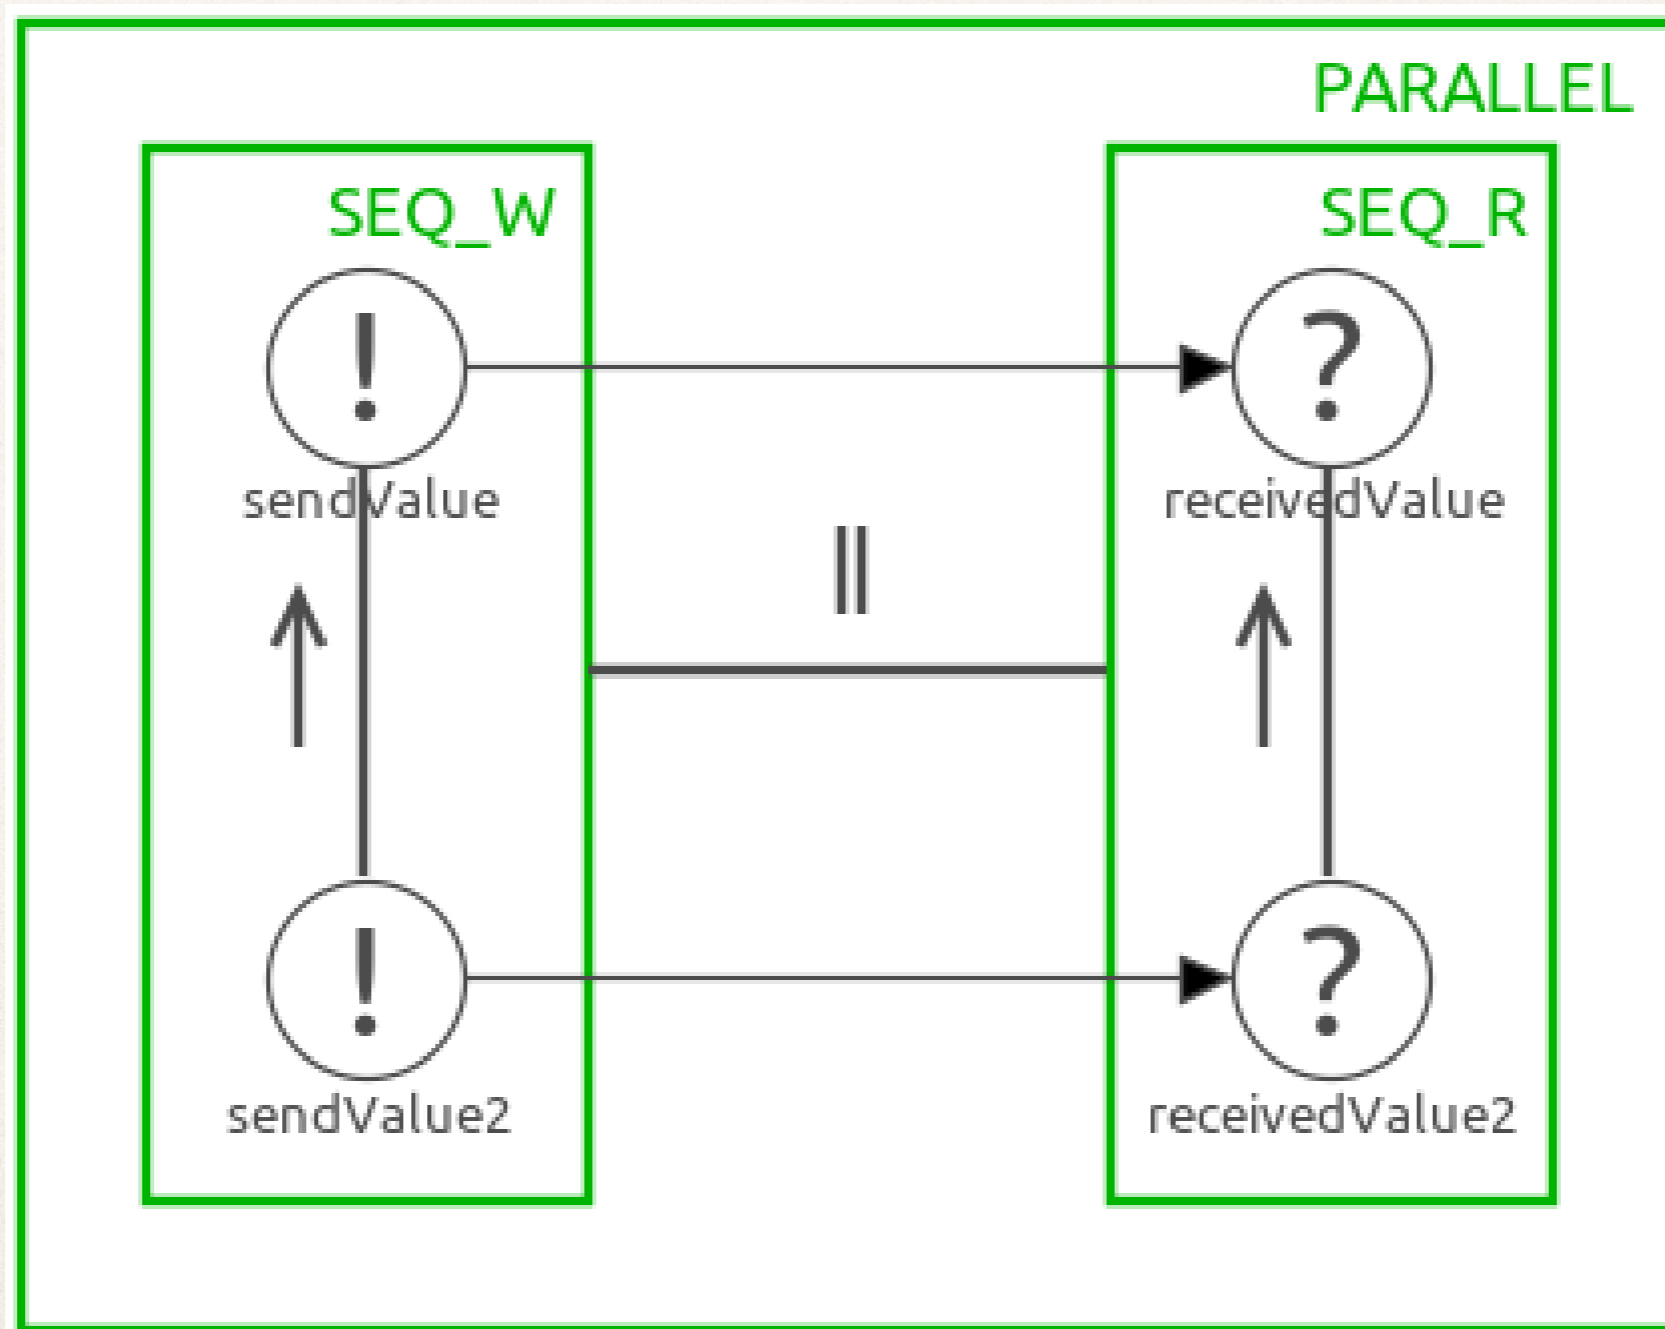 PARALLEL
SEQ_W
SEQ_R
!
?
sendValue
receivedValue
||
!
?
sendValue2
receivedValue2